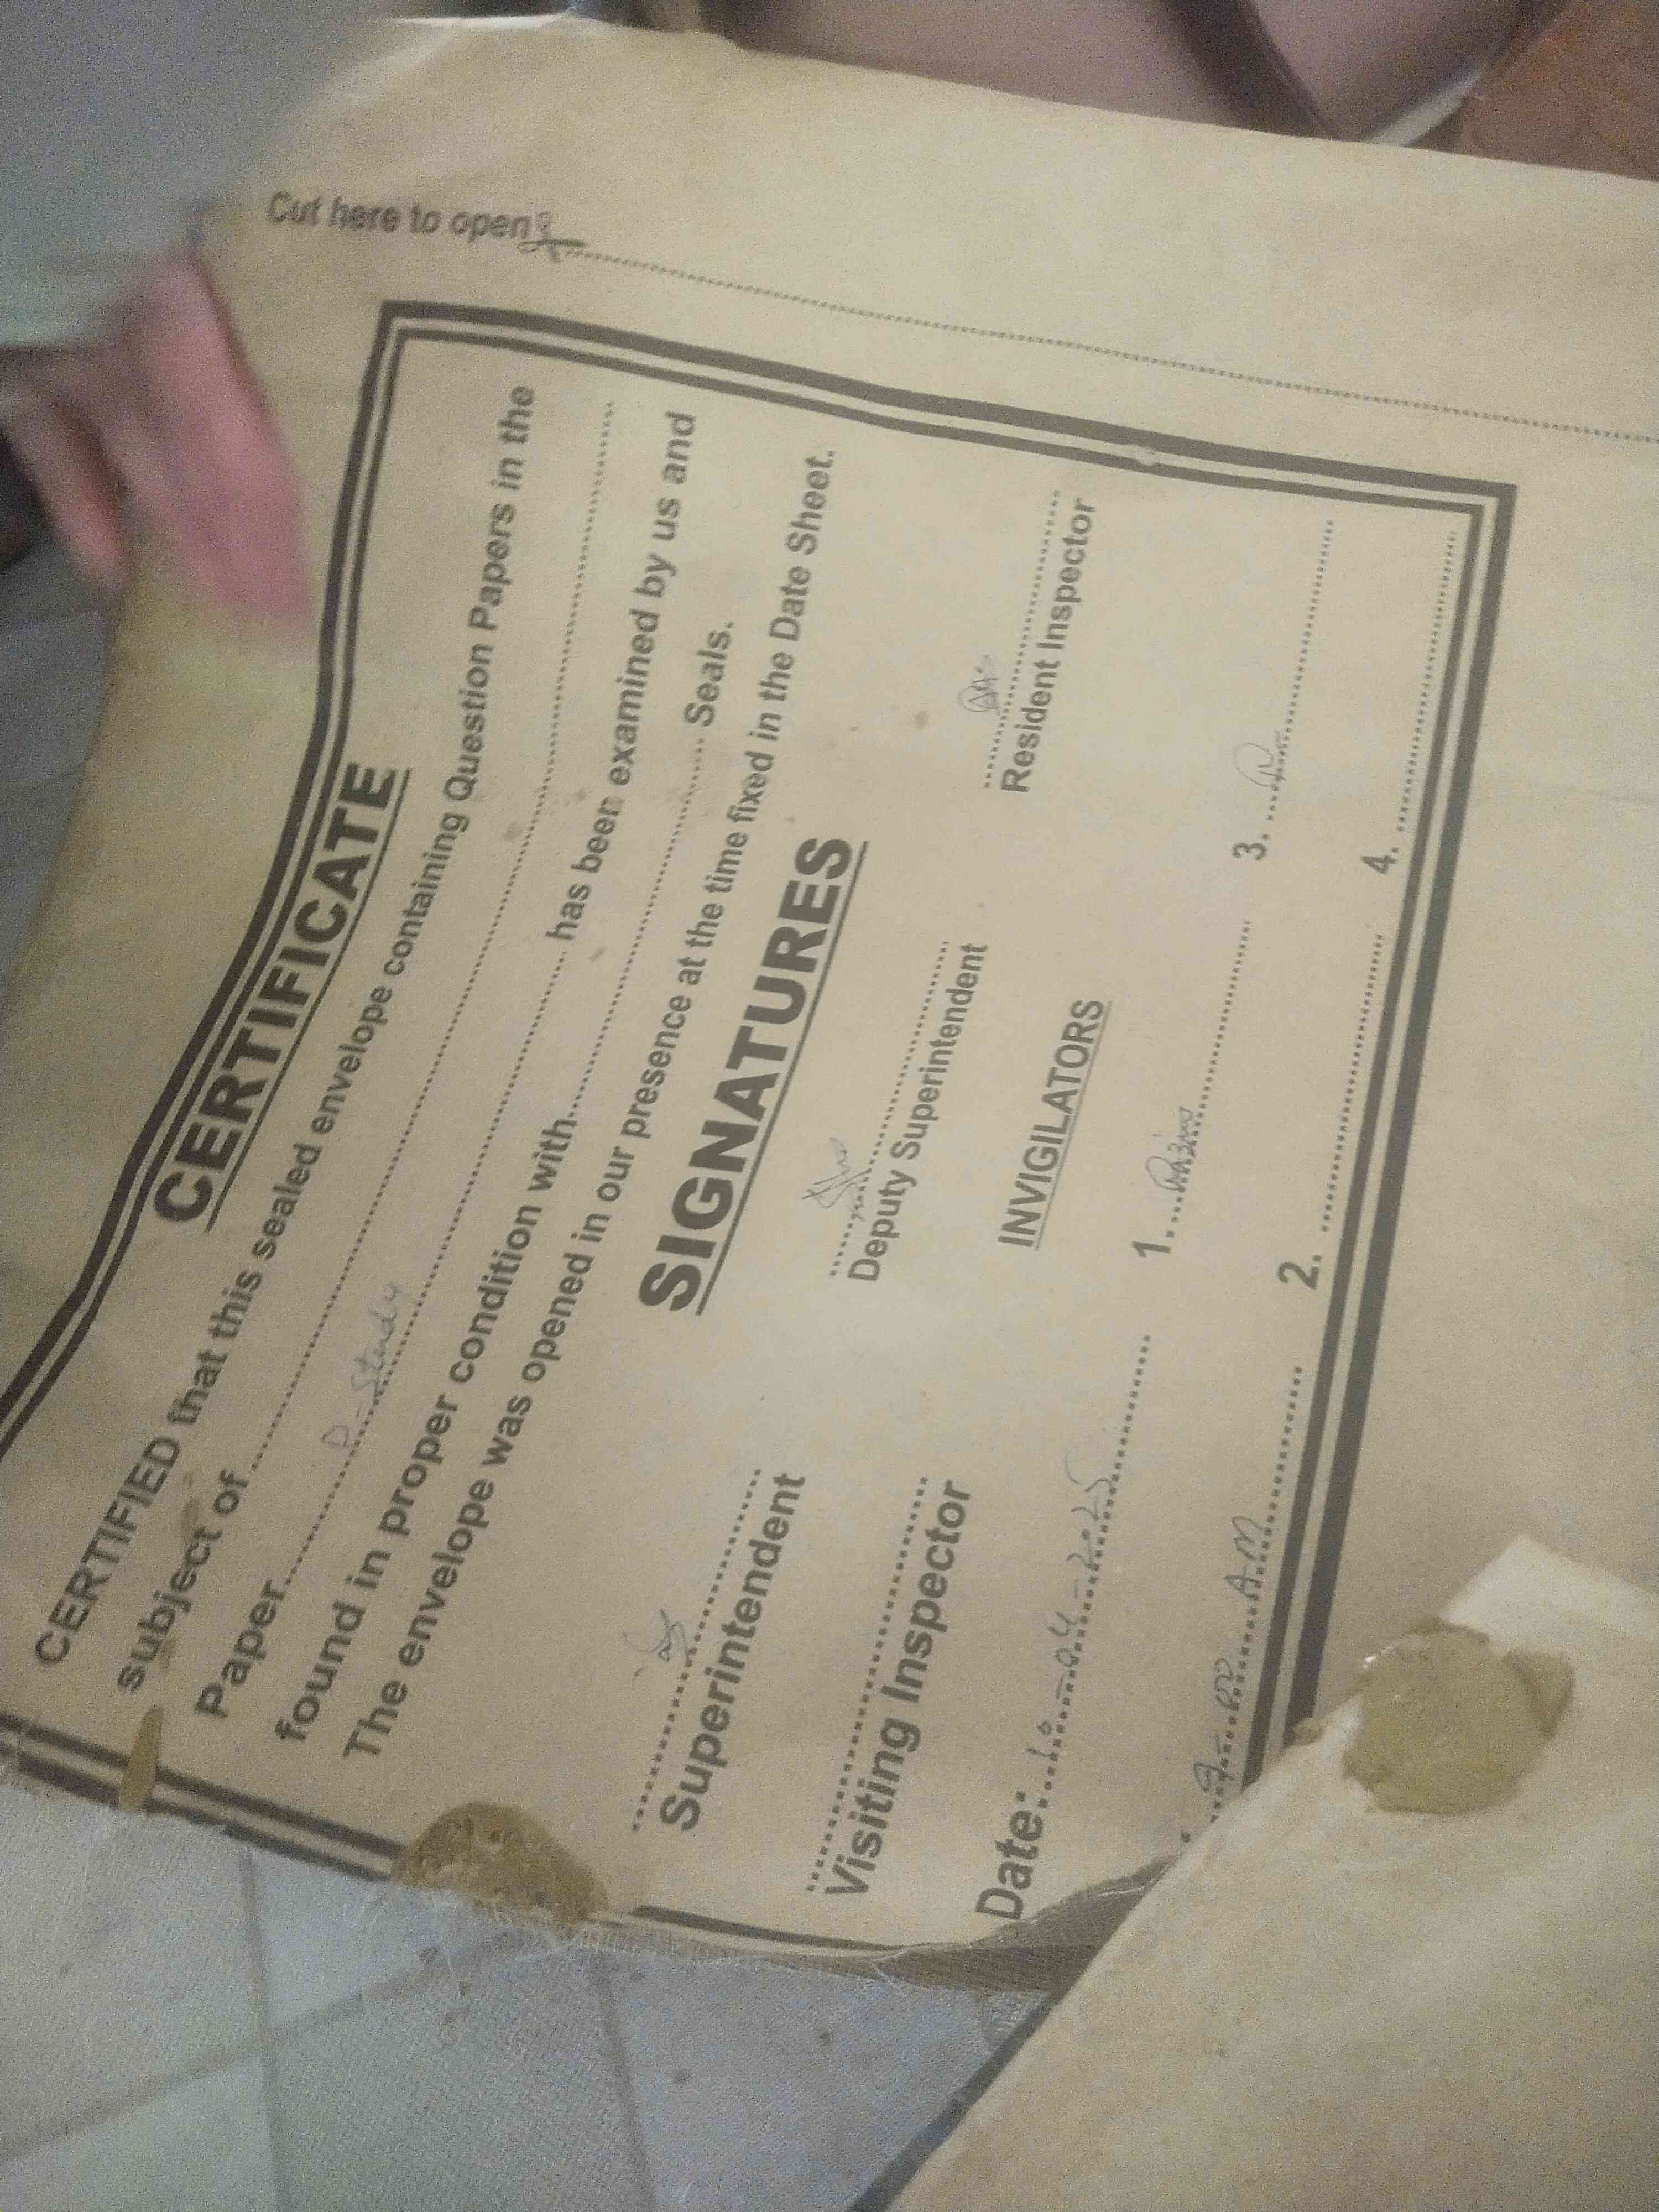 Cut here to open
CERTIFICATE
CERTIFIED that this sealed envelope containing Question Papers in the
subject of
Paper P-Study has been examined by us and
found in proper condition with Seals.
The envelope was opened in our presence at the time fixed in the Date Sheet.
SIGNATURES
Superintendent Deputy Superintendent Resident Inspector
Visiting Inspector INVIGILATORS
Date: 1. 3.
A.M 2. 4.